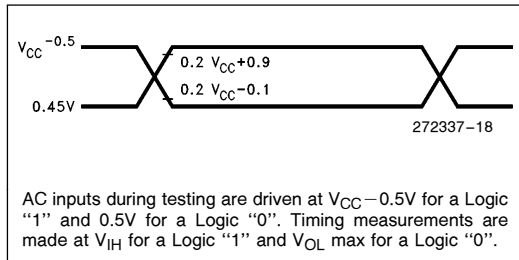 VCC-0.5
0.2 VCC+0.9
0.2 VCC-0.1
0.45V
272337-18
AC inputs during testing are driven at VCC-0.5V for a Logic
“1” and 0.5V for a Logic “0”. Timing measurements are
made at VIH for a Logic “1” and VOL max for a Logic “0”.